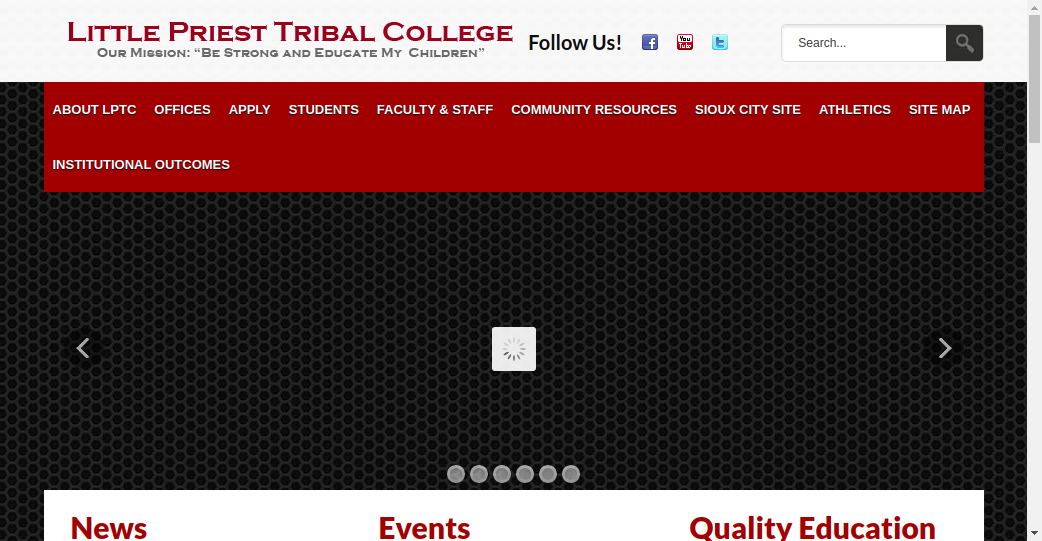 LITTLE PRIEST TRIBAL COLLEGE
OUR MISSION: “BE STRONG AND EDUCATE MY CHILDREN”
Follow Us!
You
Tube
Search...
ABOUT LPTC OFFICES APPLY STUDENTS FACULTY & STAFF COMMUNITY RESOURCES SIOUX CITY SITE ATHLETICS SITE MAP
INSTITUTIONAL OUTCOMES
News Events Quality Education